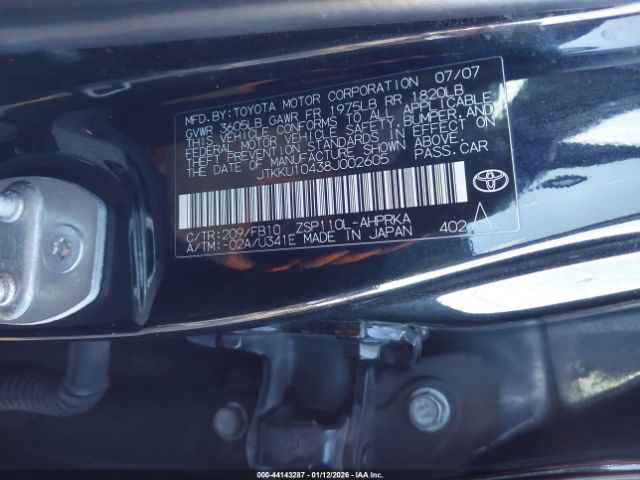 MFD.BY:TOYOTA MOTOR CORPORATION 07/07
GVWR 3605LB GAWR FR 1975LB RR 1820LB
THIS VEHICLE CONFORMS TO ALL APPLICABLE
FEDERAL MOTOR VEHICLE SAFETY,BUMPER,AND
THEFT PREVENTION STANDARDS IN EFFECT ON
THE DATE OF MANUFACTURE SHOWN ABOVE.
JTKKU10438J002605 PASS.CAR
C/TR:209/FB10 ZSP110L-AHPRKA
A/TM:-02A/U341E MADE IN JAPAN 402
000-44143287 - 01/12/2026 - IAA Inc.